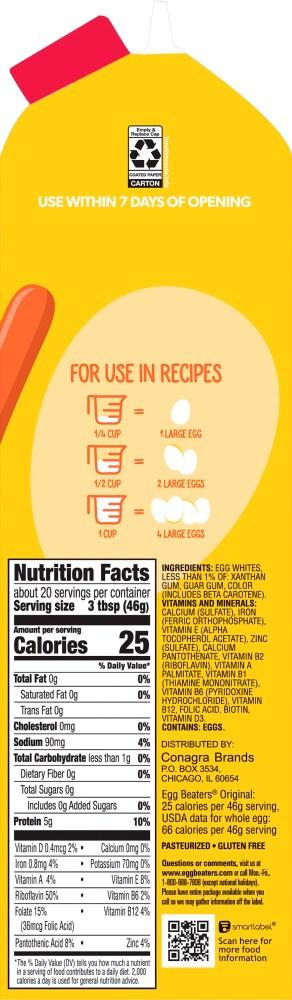 Empty &
Replace Cap
COATED PAPER
CARTON
USE WITHIN 7 DAYS OF OPENING
FOR USE IN RECIPES
1/4 CUP = 1 LARGE EGG
1/2 CUP = 2 LARGE EGGS
1 CUP = 4 LARGE EGGS
Nutrition Facts
about 20 servings per container
Serving size 3 tbsp (46g)
Amount per serving
Calories 25
% Daily Value*
Total Fat 0g 0%
Saturated Fat 0g 0%
Trans Fat 0g
Cholesterol 0mg 0%
Sodium 90mg 4%
Total Carbohydrate less than 1g 0%
Dietary Fiber 0g 0%
Total Sugars 0g
Includes 0g Added Sugars 0%
Protein 5g 10%
Vitamin D 0.4mcg 2% • Calcium 0mg 0%
Iron 0.8mg 4% • Potassium 70mg 0%
Vitamin A 4% • Vitamin E 8%
Riboflavin 50% • Vitamin B6 2%
Folate 15% • Vitamin B12 4%
(36mcg Folic Acid)
Pantothenic Acid 8% • Zinc 4%
*The % Daily Value (DV) tells you how much a nutrient
in a serving of food contributes to a daily diet. 2,000
calories a day is used for general nutrition advice.
INGREDIENTS: EGG WHITES,
LESS THAN 1% OF: XANTHAN
GUM, GUAR GUM, COLOR
(INCLUDES BETA CAROTENE).
VITAMINS AND MINERALS:
CALCIUM (SULFATE), IRON
(FERRIC ORTHOPHOSPHATE),
VITAMIN E (ALPHA
TOCOPHEROL ACETATE), ZINC
(SULFATE), CALCIUM
PANTOTHENATE, VITAMIN B2
(RIBOFLAVIN), VITAMIN A
PALMITATE, VITAMIN B1
(THIAMINE MONONITRATE),
VITAMIN B6 (PYRIDOXINE
HYDROCHLORIDE), VITAMIN
B12, FOLIC ACID, BIOTIN,
VITAMIN D3.
CONTAINS: EGGS.
DISTRIBUTED BY:
Conagra Brands
P.O. BOX 3534,
CHICAGO, IL 60654
Egg Beaters® Original:
25 calories per 46g serving,
USDA data for whole egg:
66 calories per 46g serving
PASTEURIZED • GLUTEN FREE
Questions or comments, visit us at
www.eggbeaters.com or call Mon.-Fri.,
1-800-988-7808 (except national holidays).
Please have entire package available when you
call so we may gather information off the label.
smartlabel®
Scan here for
more food
information